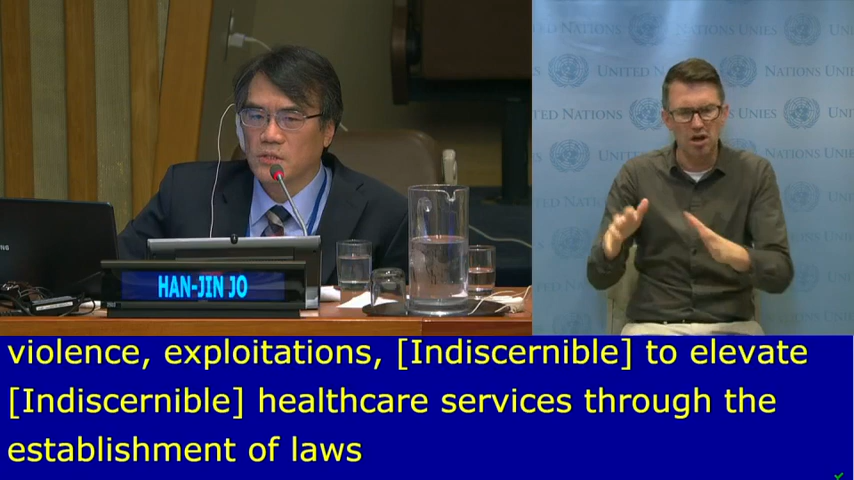 UNITED NATIONS
NATIONS UNIES
HAN-JIN JO
violence, exploitations, [Indiscernible] to elevate
[Indiscernible] healthcare services through the
establishment of laws